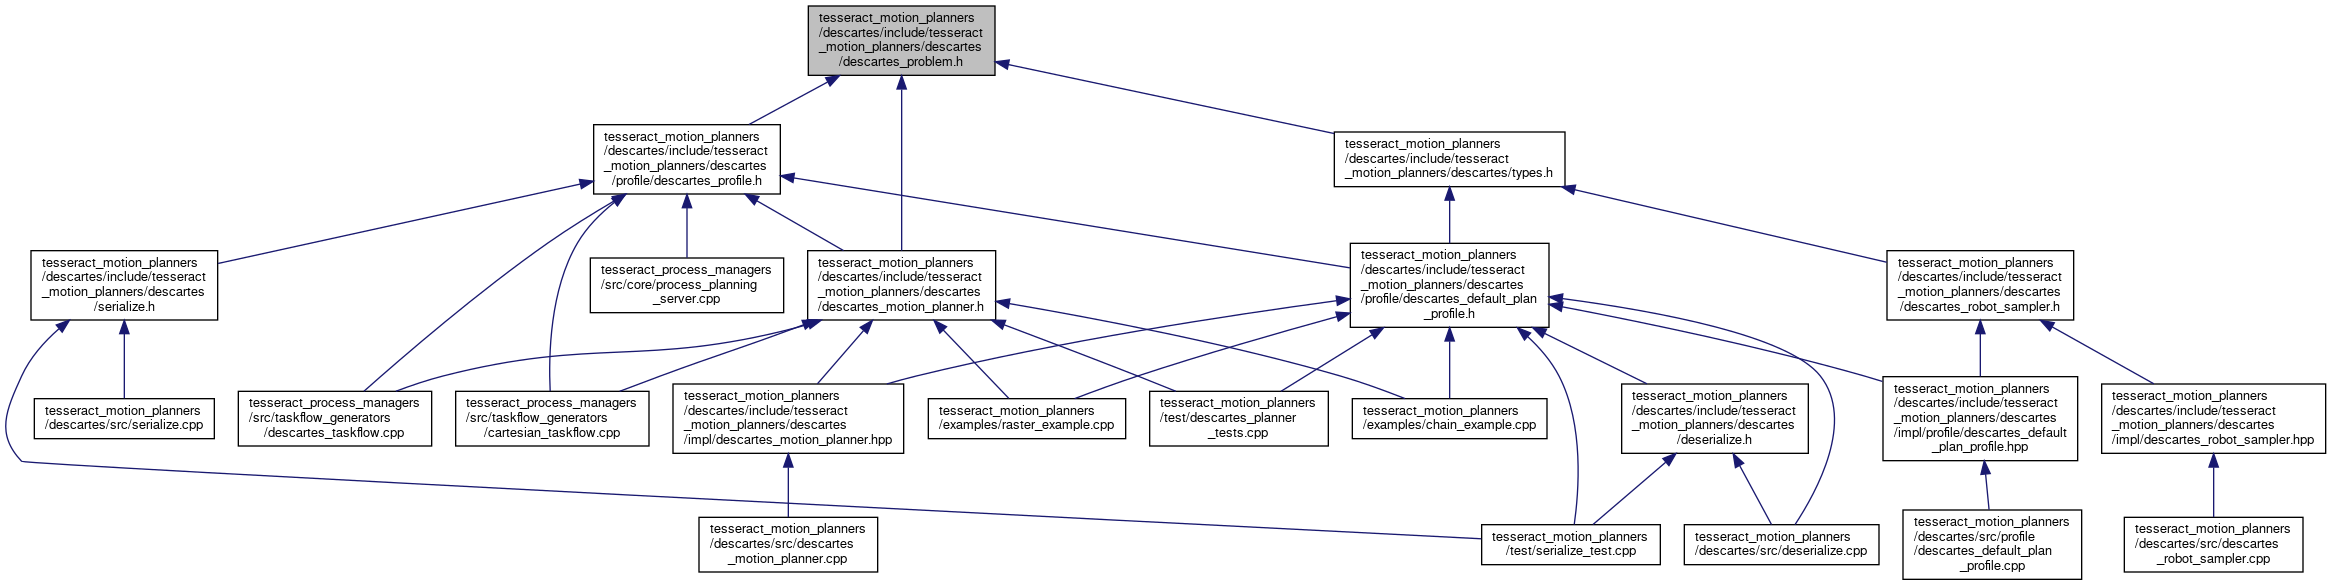 tesseract_motion_planners
/descartes/include/tesseract
_motion_planners/descartes
/descartes_problem.h
tesseract_motion_planners
/descartes/include/tesseract
_motion_planners/descartes
/profile/descartes_profile.h
tesseract_motion_planners
/descartes/include/tesseract
_motion_planners/descartes/types.h
tesseract_motion_planners
/descartes/include/tesseract
_motion_planners/descartes
/serialize.h
tesseract_process_managers
/src/core/process_planning
_server.cpp
tesseract_motion_planners
/descartes/include/tesseract
_motion_planners/descartes
/descartes_motion_planner.h
tesseract_motion_planners
/descartes/include/tesseract
_motion_planners/descartes
/profile/descartes_default_plan
_profile.h
tesseract_motion_planners
/descartes/include/tesseract
_motion_planners/descartes
/descartes_robot_sampler.h
tesseract_motion_planners
/descartes/src/serialize.cpp
tesseract_process_managers
/src/taskflow_generators
/descartes_taskflow.cpp
tesseract_process_managers
/src/taskflow_generators
/cartesian_taskflow.cpp
tesseract_motion_planners
/descartes/include/tesseract
_motion_planners/descartes
/impl/descartes_motion_planner.hpp
tesseract_motion_planners
/examples/raster_example.cpp
tesseract_motion_planners
/test/descartes_planner
_tests.cpp
tesseract_motion_planners
/examples/chain_example.cpp
tesseract_motion_planners
/descartes/include/tesseract
_motion_planners/descartes
/deserialize.h
tesseract_motion_planners
/descartes/include/tesseract
_motion_planners/descartes
/impl/profile/descartes_default
_plan_profile.hpp
tesseract_motion_planners
/descartes/include/tesseract
_motion_planners/descartes
/impl/descartes_robot_sampler.hpp
tesseract_motion_planners
/descartes/src/descartes
_motion_planner.cpp
tesseract_motion_planners
/test/serialize_test.cpp
tesseract_motion_planners
/descartes/src/deserialize.cpp
tesseract_motion_planners
/descartes/src/profile
/descartes_default_plan
_profile.cpp
tesseract_motion_planners
/descartes/src/descartes
_robot_sampler.cpp